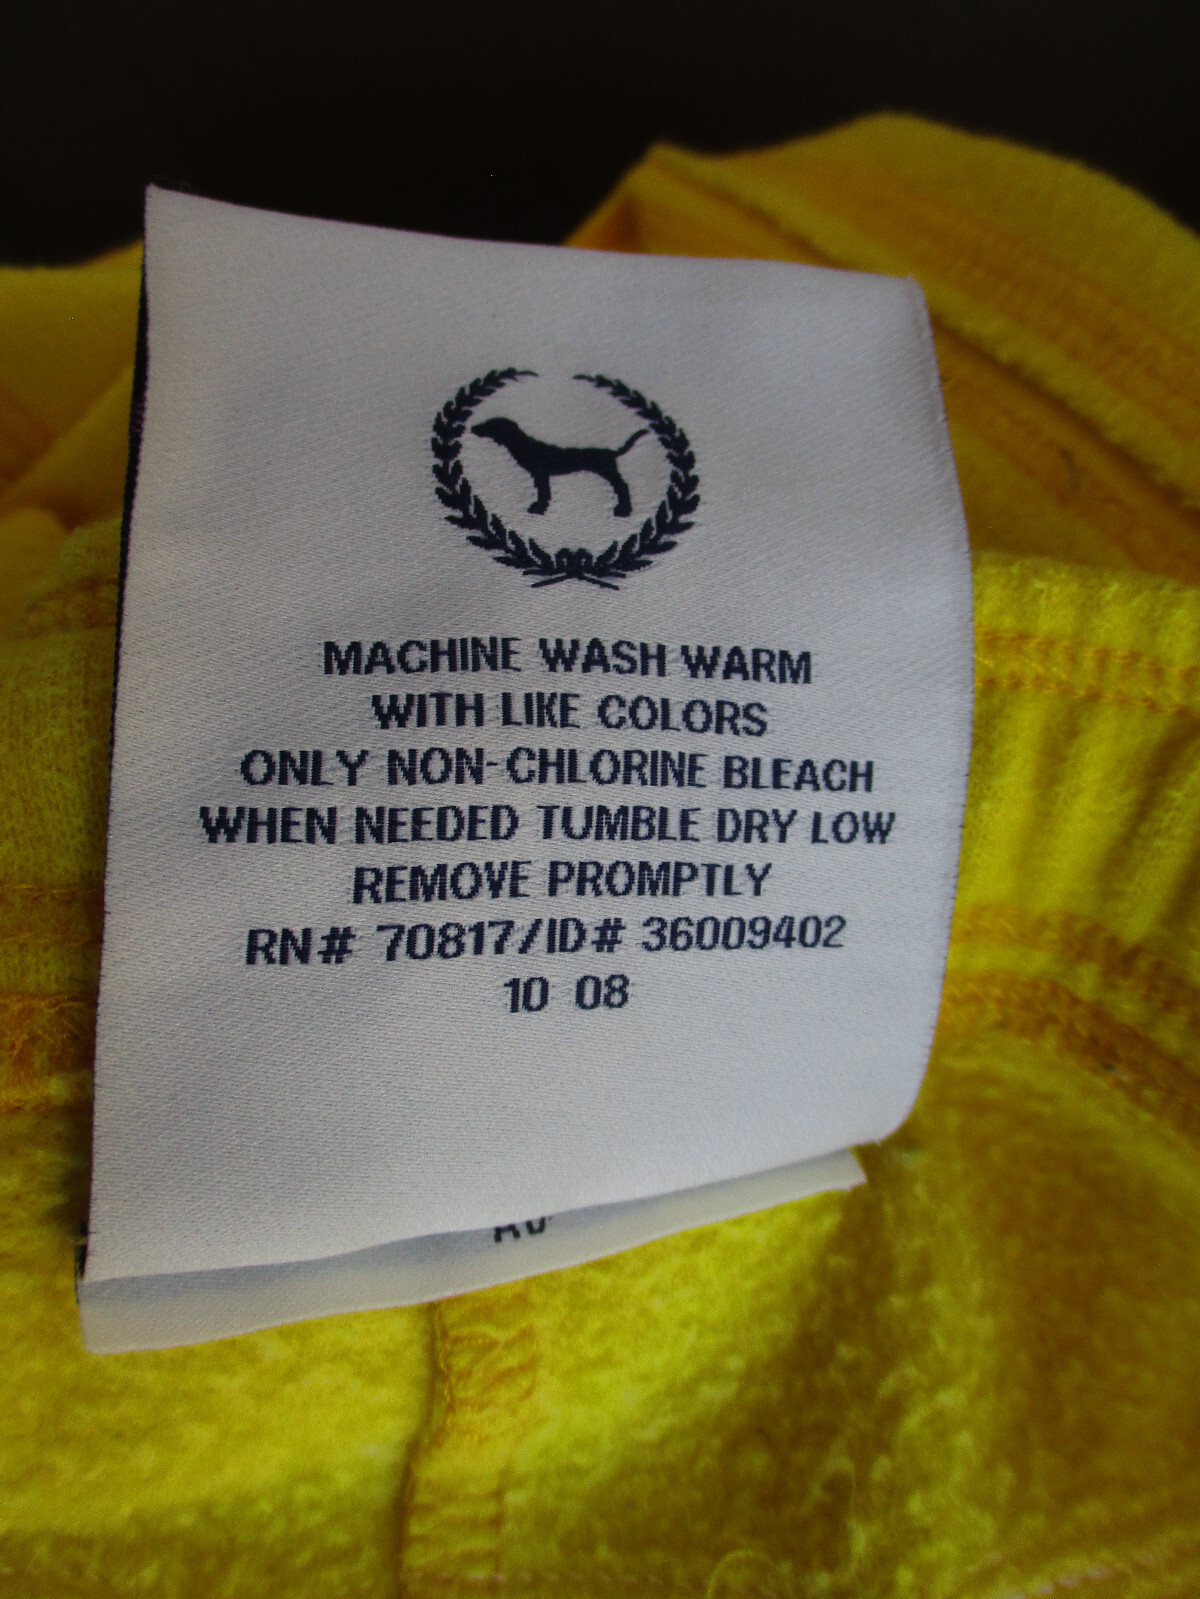 MACHINE WASH WARM
WITH LIKE COLORS
ONLY NON-CHLORINE BLEACH
WHEN NEEDED TUMBLE DRY LOW
REMOVE PROMPTLY
RN# 70817/ID# 36009402
10 08